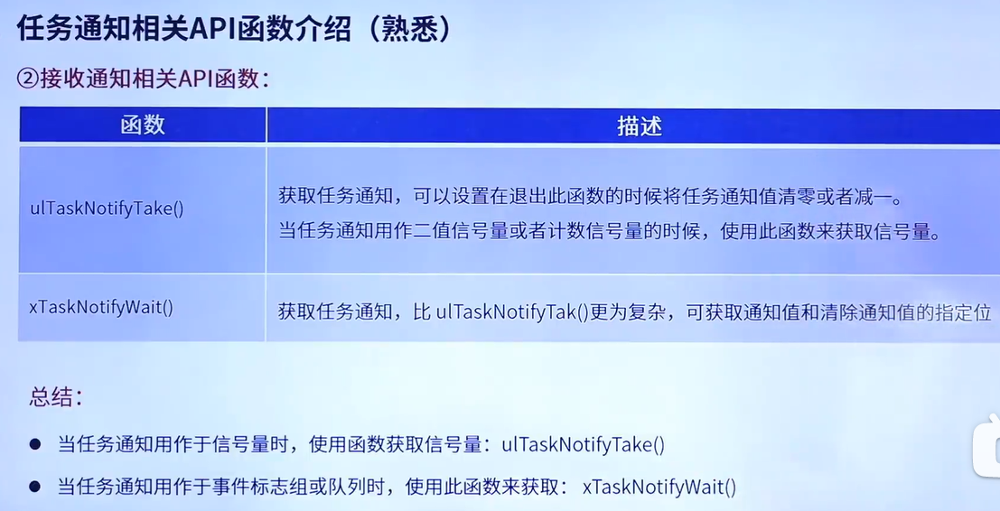 任务通知相关API函数介绍（熟悉）
②接收通知相关API函数：
函数
描述
ulTaskNotifyTake()
获取任务通知，可以设置在退出此函数的时候将任务通知值清零或者减一。
当任务通知用作二值信号量或者计数信号量的时候，使用此函数来获取信号量。
xTaskNotifyWait()
获取任务通知，比 ulTaskNotifyTak()更为复杂，可获取通知值和清除通知值的指定位
总结：
● 当任务通知用作于信号量时，使用函数获取信号量：ulTaskNotifyTake()
● 当任务通知用作于事件标志组或队列时，使用此函数来获取： xTaskNotifyWait()